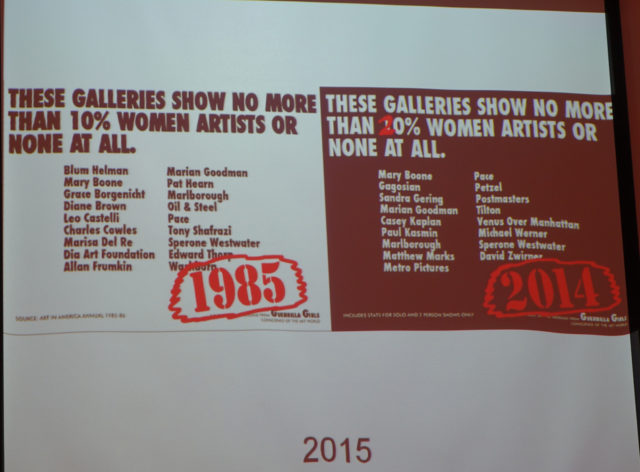 THESE GALLERIES SHOW NO MORE
THAN 10% WOMEN ARTISTS OR
NONE AT ALL.
Blum Helman
Mary Boone
Grace Borgenicht
Diane Brown
Leo Castelli
Charles Cowles
Marisa Del Re
Dia Art Foundation
Allan Frumkin
Marian Goodman
Pat Hearn
Marlborough
Oil & Steel
Pace
Tony Shafrazi
Sperone Westwater
Edward Thorp
Washburn
1985
SOURCE: ART IN AMERICA ANNUAL 1985-86
FROM GUERRILLA GIRLS
CONSCIENCE OF THE ART WORLD
THESE GALLERIES SHOW NO MORE
THAN 20% WOMEN ARTISTS OR
NONE AT ALL.
Mary Boone
Gagosian
Sandra Gering
Marian Goodman
Casey Kaplan
Paul Kasmin
Marlborough
Matthew Marks
Metro Pictures
Pace
Petzel
Postmasters
Tilton
Venus Over Manhattan
Michael Werner
Sperone Westwater
David Zwirner
2014
INCLUDES STATS FOR SOLO AND 2 PERSON SHOWS ONLY
FROM GUERRILLA GIRLS
CONSCIENCE OF THE ART WORLD
2015